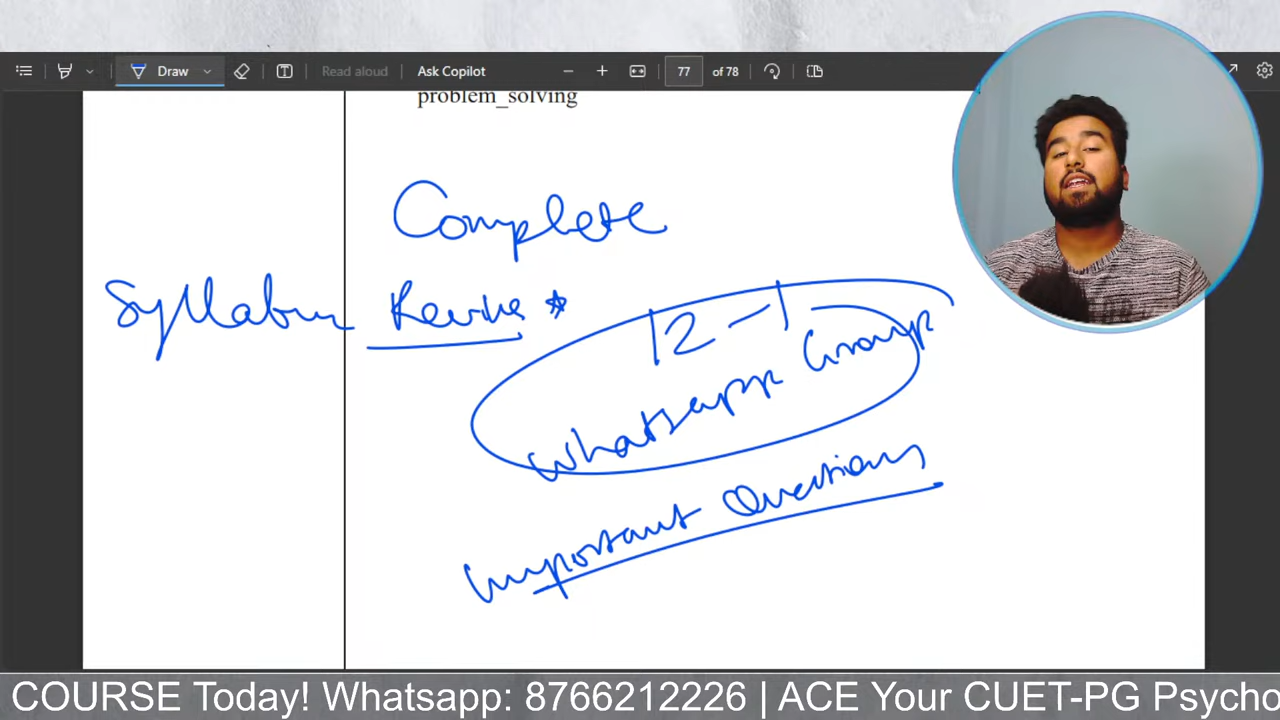 Draw
Read aloud
Ask Copilot
77
of 78
problem_solving
Complete
Syllabus Revise
12-1
Whatsapp Group
Important Questions
COURSE Today! Whatsapp: 8766212226 | ACE Your CUET-PG Psycho